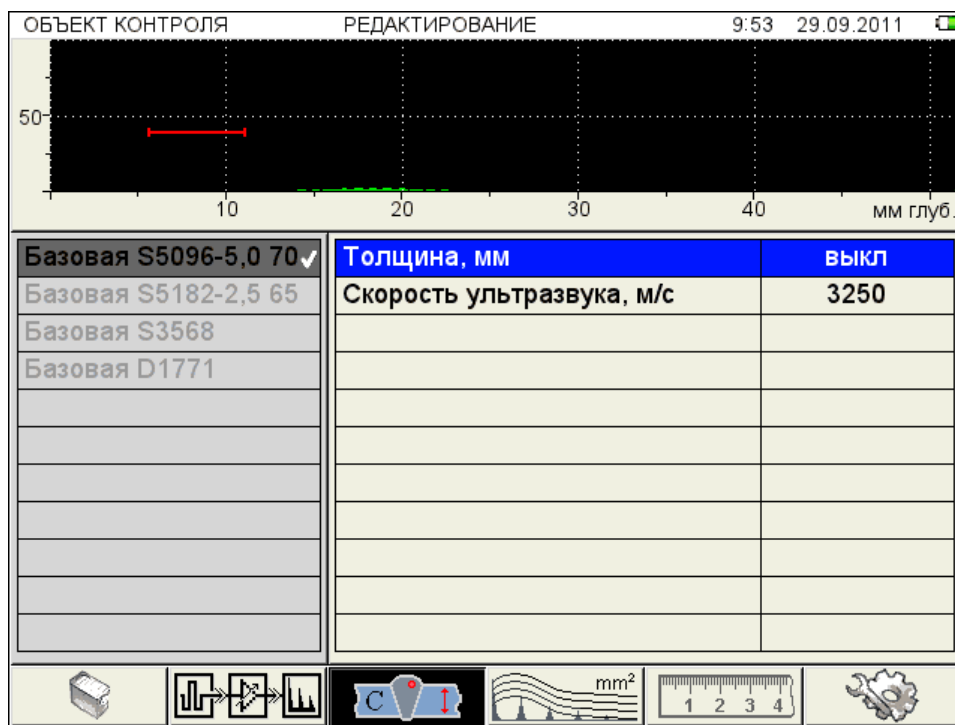 ОБЪЕКТ КОНТРОЛЯ РЕДАКТИРОВАНИЕ 9:53 29.09.2011
50
10 20 30 40 мм глуб.
Базовая S5096-5,0 70 Толщина, мм выкл
Базовая S5182-2,5 65 Скорость ультразвука, м/с 3250
Базовая S3568
Базовая D1771
C mm² 1 2 3 4